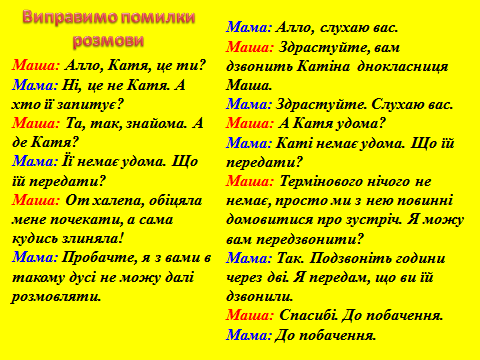 Виправимо помилки
розмови
Маша: Алло, Катя, це ти?
Мама: Ні, це не Катя. А
хто її запитує?
Маша: Та, так, знайома. А
де Катя?
Мама: Її немає удома. Що
їй передати?
Маша: От халепа, обіцяла
мене почекати, а сама
кудись злиняла!
Мама: Пробачте, я з вами в
такому дусі не можу далі
розмовляти.
Мама: Алло, слухаю вас.
Маша: Здрастуйте, вам
дзвонить Катіна днокласниця
Маша.
Мама: Здрастуйте. Слухаю вас.
Маша: А Катя удома?
Мама: Каті немає удома. Що їй
передати?
Маша: Термінового нічого не
немає, просто ми з нею повинні
домовитися про зустріч. Я можу
вам передзвонити?
Мама: Так. Подзвоніть години
через дві. Я передам, що ви їй
дзвонили.
Маша: Спасибі. До побачення.
Мама: До побачення.